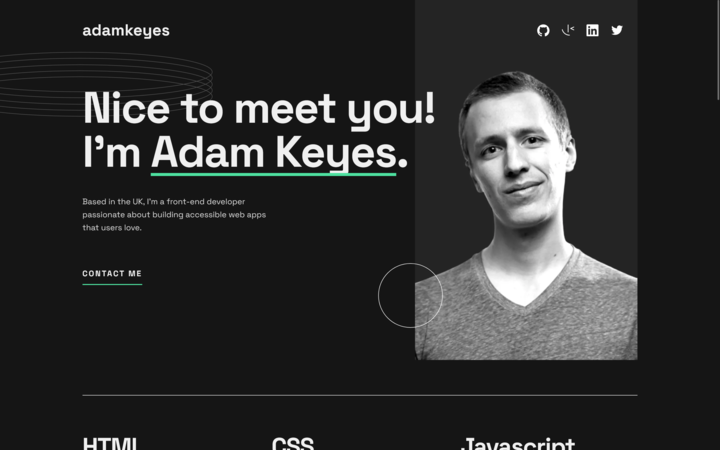 adamkeyes
Nice to meet you!
I’m Adam Keyes.
Based in the UK, I’m a front-end developer
passionate about building accessible web apps
that users love.
CONTACT ME
HTML
CSS
Javascript